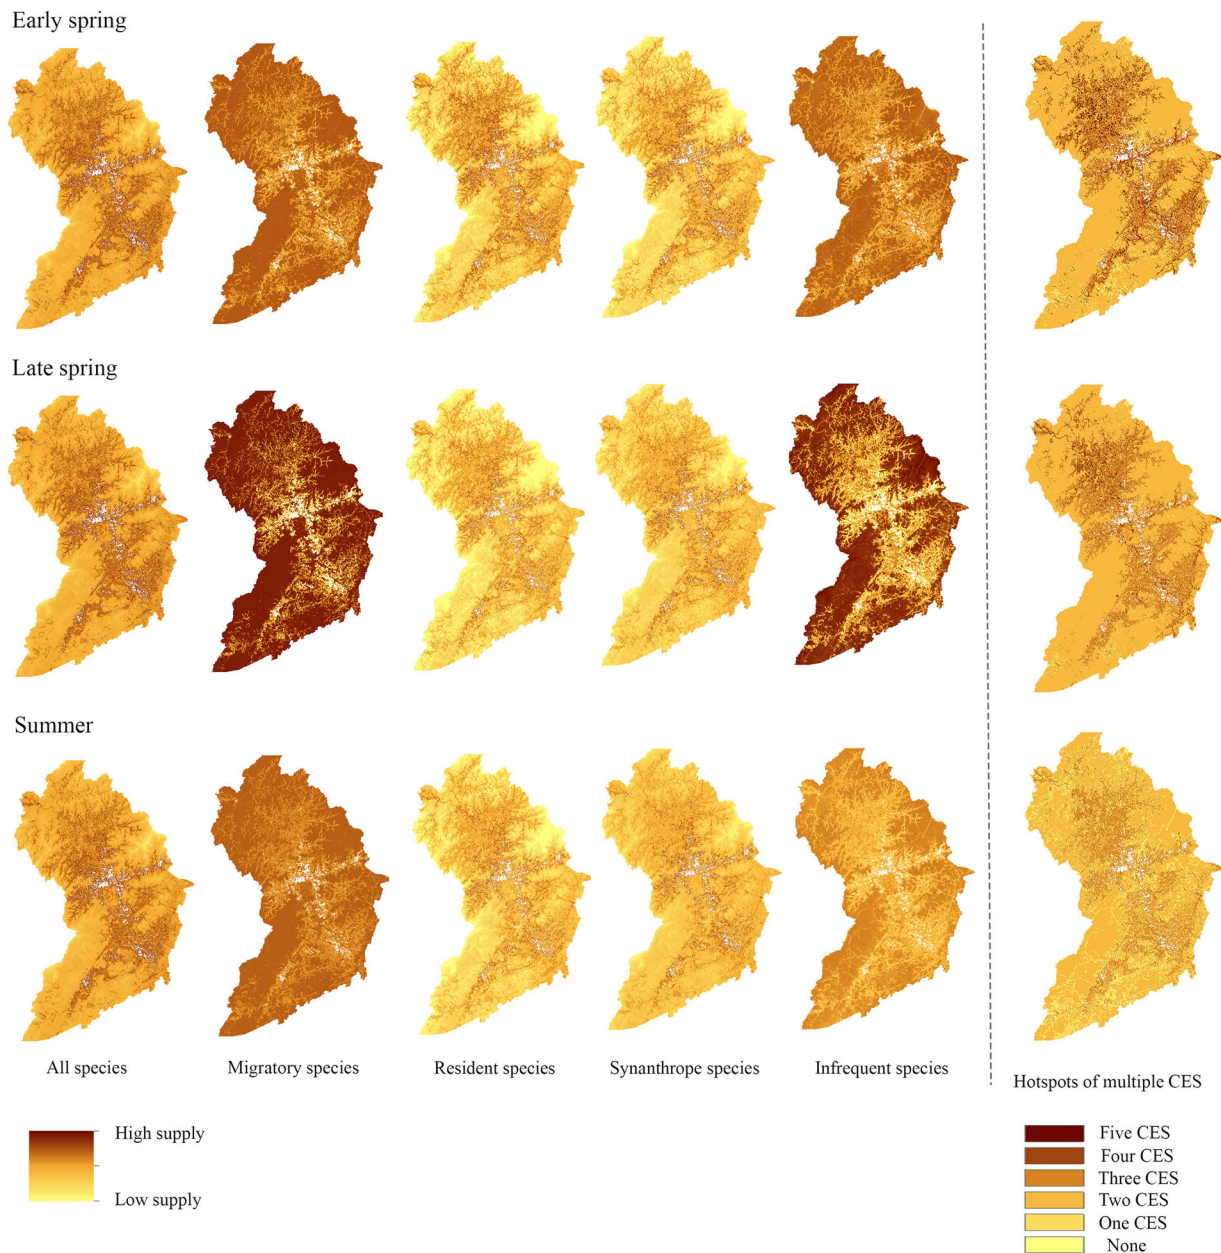 Early spring
Late spring
Summer
All species
Migratory species
Resident species
Synanthrope species
Infrequent species
Hotspots of multiple CES
High supply
Low supply
Five CES
Four CES
Three CES
Two CES
One CES
None